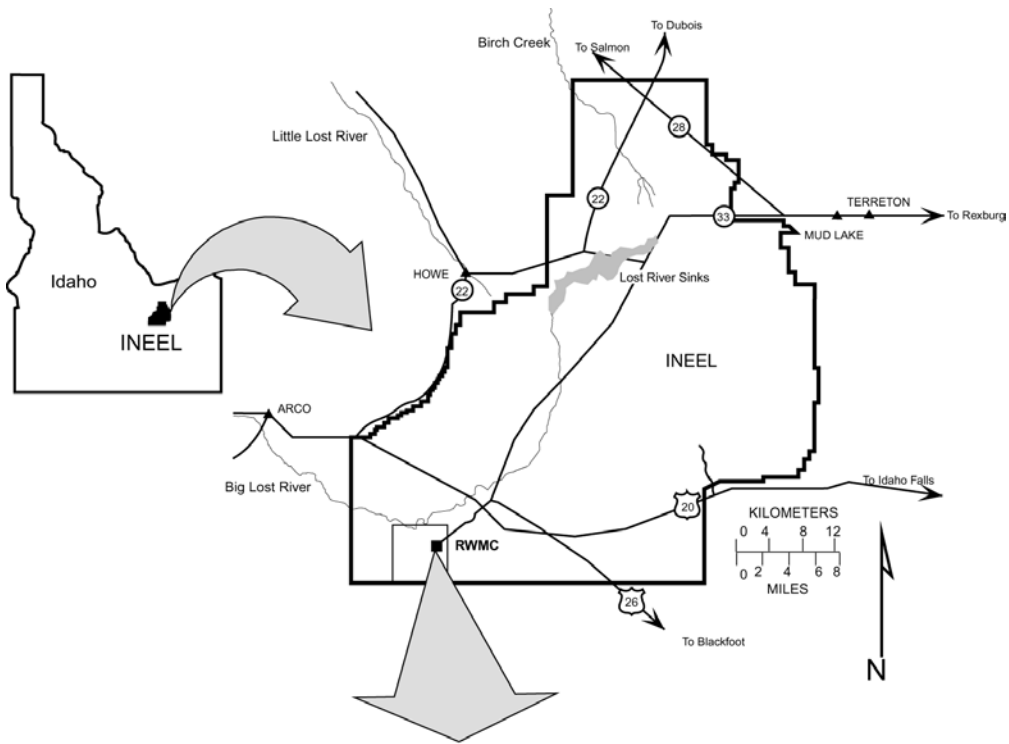 To Dubois
Birch Creek
To Salmon
28
Little Lost River
22
TERRETON
33
To Rexburg
MUD LAKE
HOWE
Lost River Sinks
Idaho
22
INEEL
INEEL
ARCO
To Idaho Falls
Big Lost River
20
KILOMETERS
0 4 8 12
RWMC
0 2 4 6 8
MILES
26
To Blackfoot
N